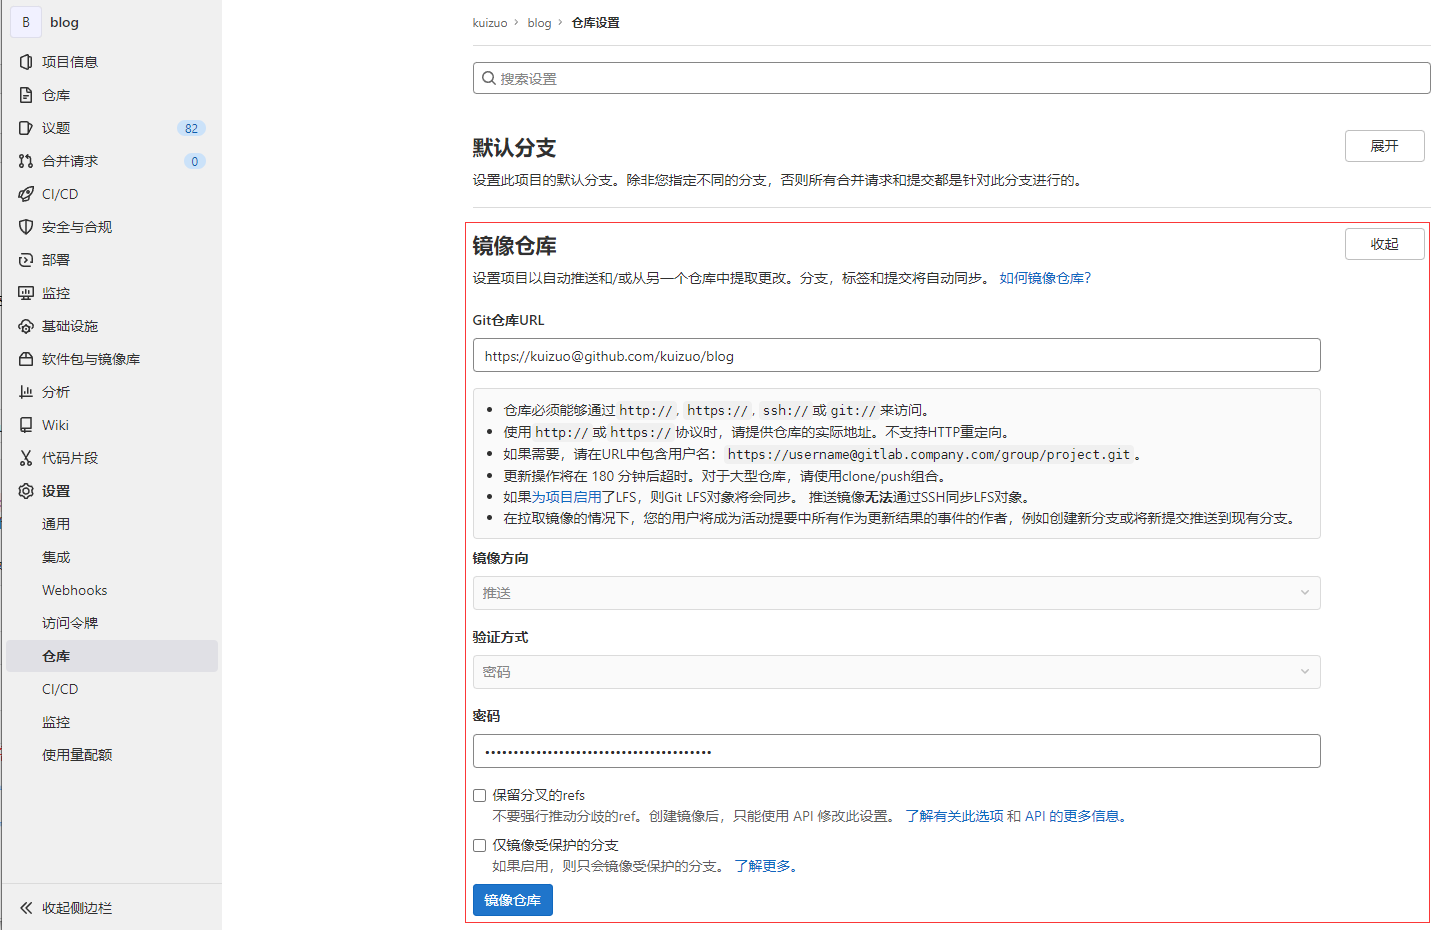 B blog
项目信息
仓库
议题 82
合并请求 0
CI/CD
安全与合规
部署
监控
基础设施
软件包与镜像库
分析
Wiki
代码片段
设置
通用
集成
Webhooks
访问令牌
仓库
CI/CD
监控
使用量配额
收起侧边栏
kuizuo › blog › 仓库设置
搜索设置
默认分支
展开
设置此项目的默认分支。除非您指定不同的分支，否则所有合并请求和提交都是针对此分支进行的。
镜像仓库
收起
设置项目以自动推送和/或从另一个仓库中提取更改。分支，标签和提交将自动同步。 如何镜像仓库?
Git仓库URL
https://kuizuo@github.com/kuizuo/blog
• 仓库必须能够通过 http://, https://, ssh:// 或 git:// 来访问。
• 使用 http:// 或 https:// 协议时，请提供仓库的实际地址。不支持HTTP重定向。
• 如果需要，请在URL中包含用户名： https://username@gitlab.company.com/group/project.git 。
• 更新操作将在 180 分钟后超时。对于大型仓库，请使用clone/push组合。
• 如果为项目启用了LFS，则Git LFS对象将会同步。 推送镜像无法通过SSH同步LFS对象。
• 在拉取镜像的情况下，您的用户将成为活动提要中所有作为更新结果的事件的作者，例如创建新分支或将新提交推送到现有分支。
镜像方向
推送
验证方式
密码
密码
保留分叉的refs
不要强行推动分歧的ref。创建镜像后，只能使用 API 修改此设置。 了解有关此选项 和 API 的更多信息。
仅镜像受保护的分支
如果启用，则只会镜像受保护的分支。 了解更多。
镜像仓库